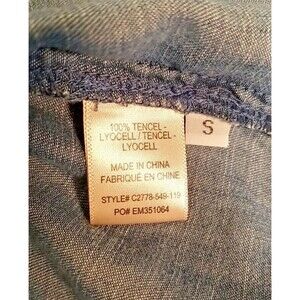 100% TENCEL-
LYOCELL/TENCEL-
LYOCELL
MADE IN CHINA
FABRIQUÉ EN CHINE
STYLE# C2778-549-119
PO# EM351064
S